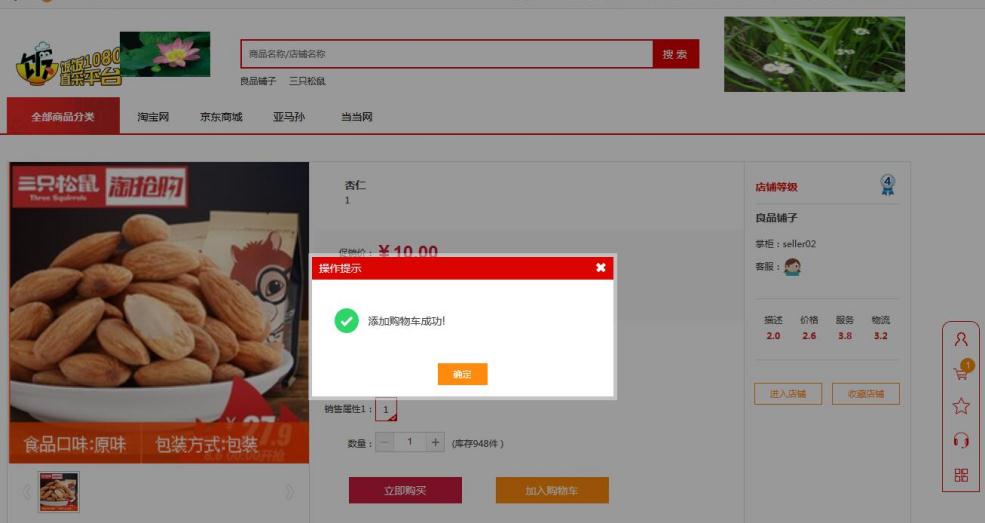 饭饭1080
直菜平台
商品名称/店铺名称
搜 索
良品铺子 三只松鼠
全部商品分类 淘宝网 京东商城 亚马孙 当当网
三只松鼠 淘抢购
Three Squirrels
杏仁
1
促销价： ¥ 10.00
操作提示
添加购物车成功!
确定
¥ 27.9
食品口味:原味 包装方式:包装
销售属性1： 1
数量： 1 (库存948件 )
立即购买 加入购物车
店铺等级 4
良品铺子
掌柜：seller02
客服：
描述 价格 服务 物流
2.0 2.6 3.8 3.2
进入店铺 收藏店铺
1